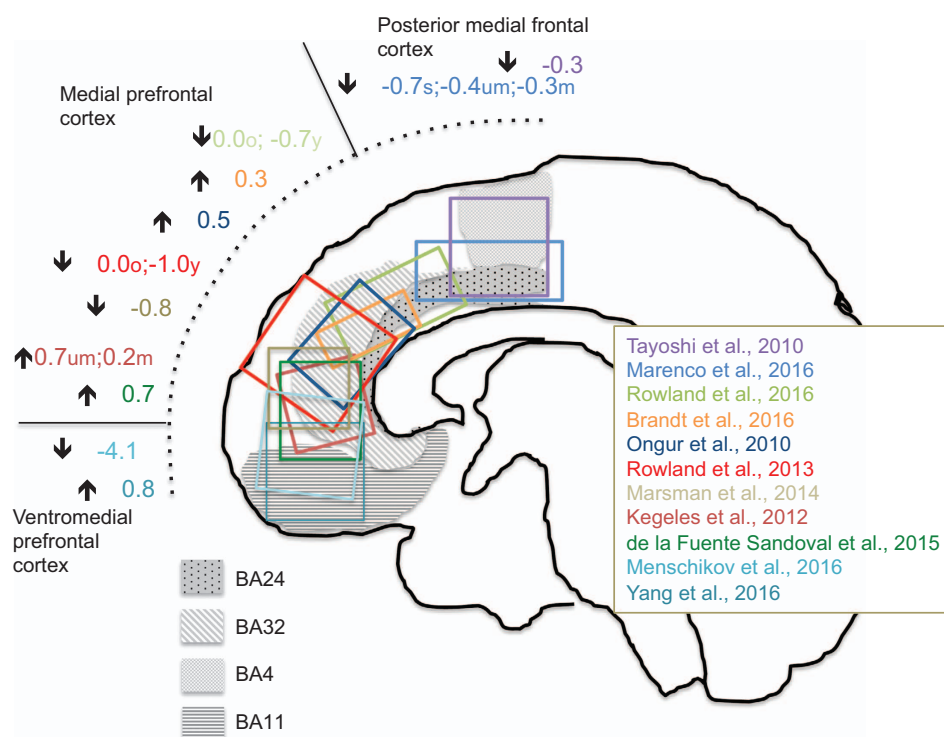 Posterior medial frontal
cortex
-0.3
-0.7s;-0.4um;-0.3m
Medial prefrontal
cortex
0.0o; -0.7y
0.3
0.5
0.0o;-1.0y
-0.8
0.7um;0.2m
0.7
-4.1
0.8
Ventromedial
prefrontal
cortex
Tayoshi et al., 2010
Marenco et al., 2016
Rowland et al., 2016
Brandt et al., 2016
Ongur et al., 2010
Rowland et al., 2013
Marsman et al., 2014
Kegeles et al., 2012
de la Fuente Sandoval et al., 2015
Menschikov et al., 2016
Yang et al., 2016
BA24
BA32
BA4
BA11